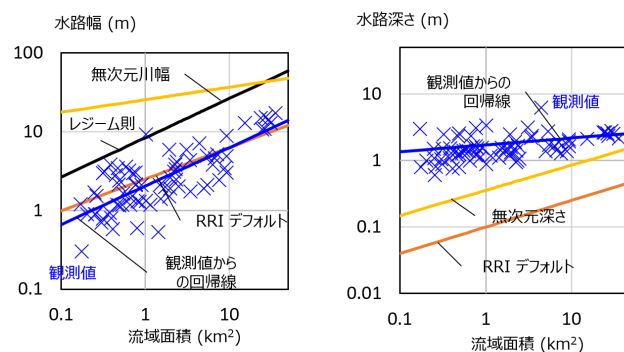 水路幅 (m)
100
10
1
0.1
無次元川幅
レジーム則
RRI デフォルト
観測値
観測値から
の回帰線
0.1
1
10
流域面積 (km2)
水路深さ (m)
100
10
1
0.1
0.01
観測値からの
回帰線
観測値
無次元深さ
RRI デフォルト
0.1
1
10
流域面積 (km2)